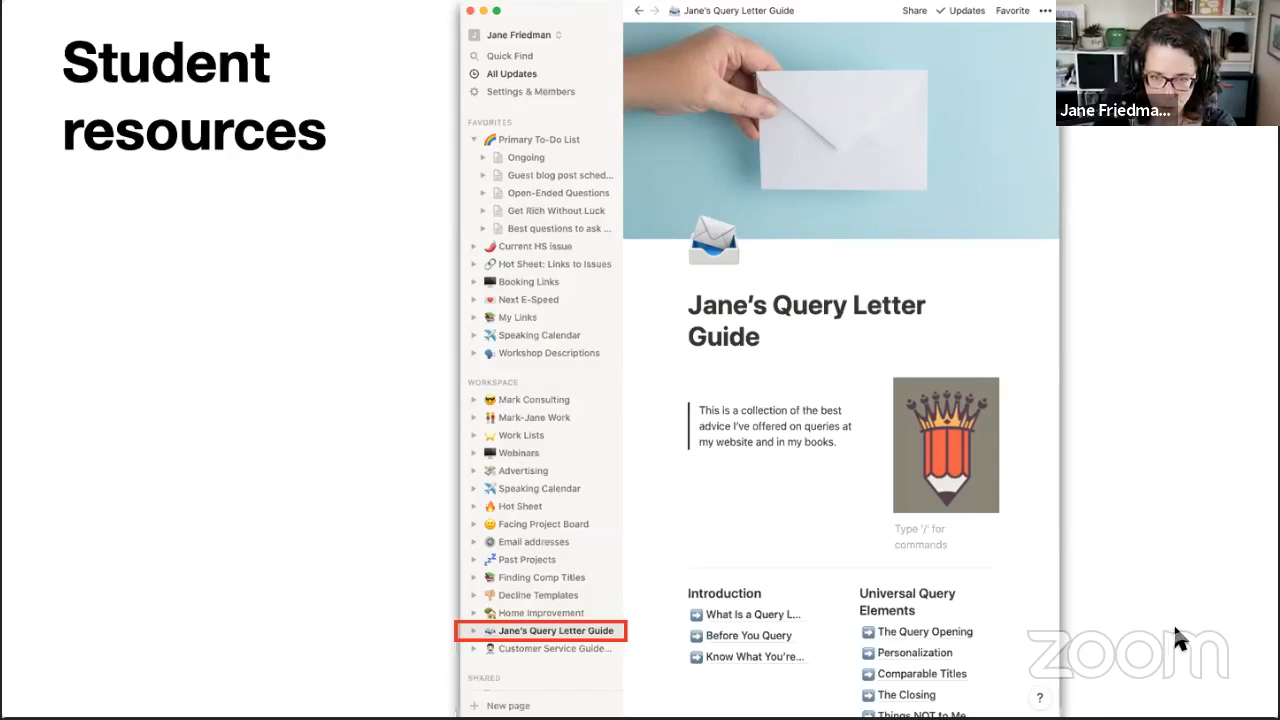 Student
resources
Jane Friedman
Quick Find
All Updates
Settings & Members
FAVORITES
Primary To-Do List
Ongoing
Guest blog post sched...
Open-Ended Questions
Get Rich Without Luck
Best questions to ask ...
Current HS issue
Hot Sheet: Links to Issues
Booking Links
Next E-Speed
My Links
Speaking Calendar
Workshop Descriptions
WORKSPACE
Mark Consulting
Mark-Jane Work
Work Lists
Webinars
Advertising
Speaking Calendar
Hot Sheet
Facing Project Board
Email addresses
Past Projects
Finding Comp Titles
Decline Templates
Home Improvement
Jane's Query Letter Guide
Customer Service Guide...
SHARED
New page
Jane's Query Letter Guide
Share
Updates
Favorite
Jane's Query Letter
Guide
This is a collection of the best
advice I've offered on queries at
my website and in my books.
Type '/' for
commands
Introduction
What Is a Query L...
Before You Query
Know What You're...
Universal Query
Elements
The Query Opening
Personalization
Comparable Titles
The Closing
Things NOT to Me...
?
Jane Friedma...
zoom